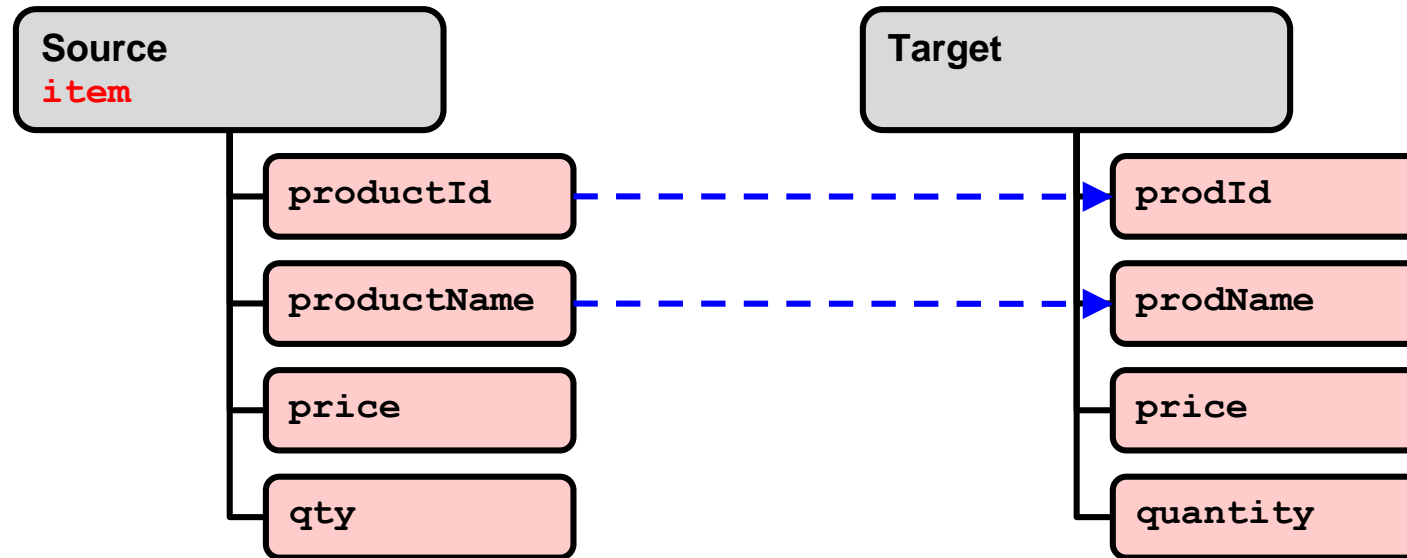 Source
item
productId
productName
price
qty
Target
prodId
prodName
price
quantity